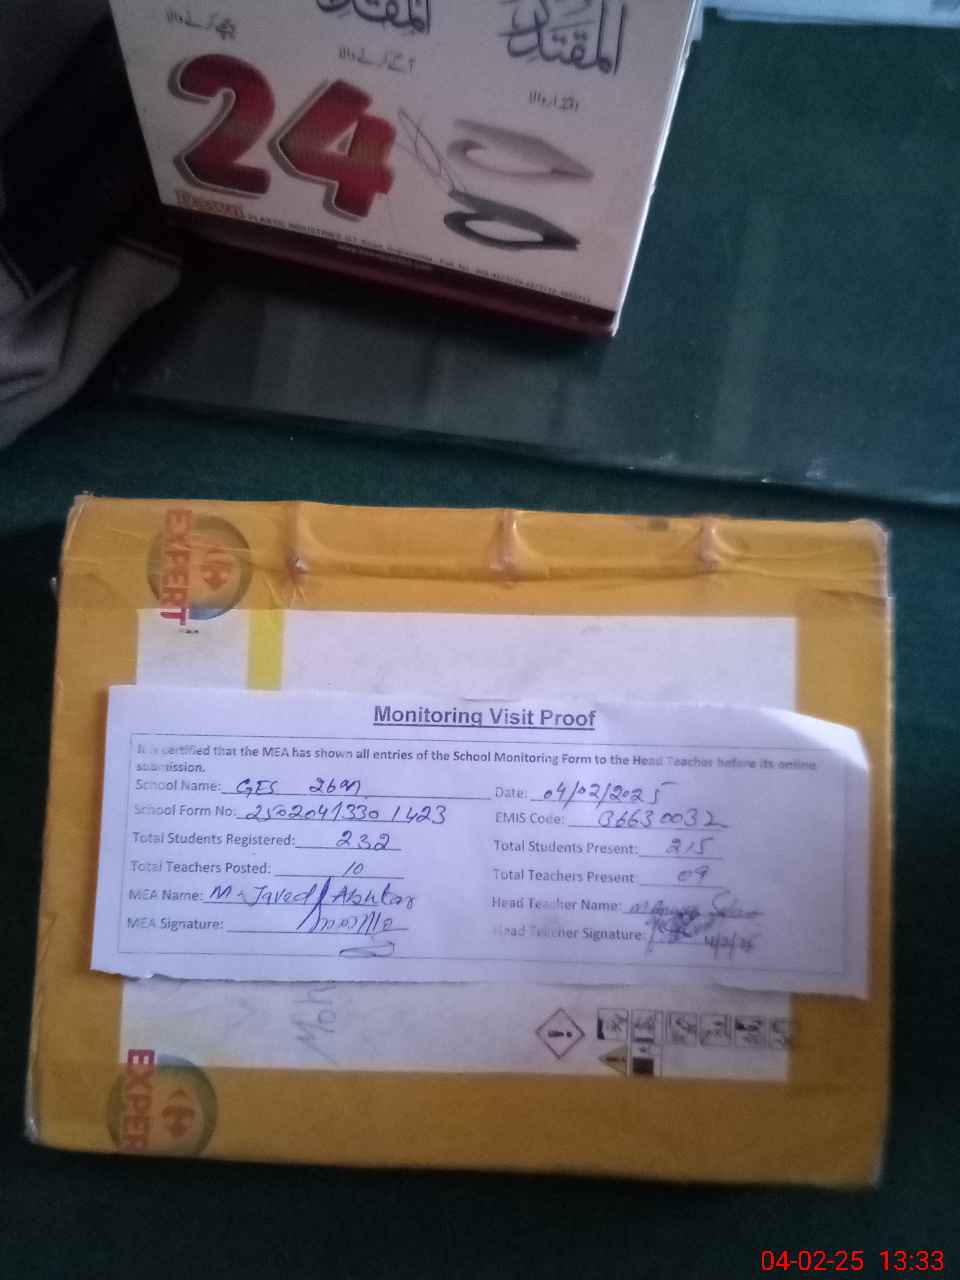 المقتدر
24
Monitoring Visit Proof
It is certified that the MEA has shown all entries of the School Monitoring Form to the Head Teacher before its online
submission.
School Name: GES 26M Date: 04/02/2025
School Form No: 25020413301423 EMIS Code: 36630032
Total Students Registered: 232 Total Students Present: 215
Total Teachers Posted: 10 Total Teachers Present 09
MEA Name: M. Javed Akhtar Head Teacher Name:
MEA Signature: Head Teacher Signature:
EXPERT
EXPER
04-02-25 13:33